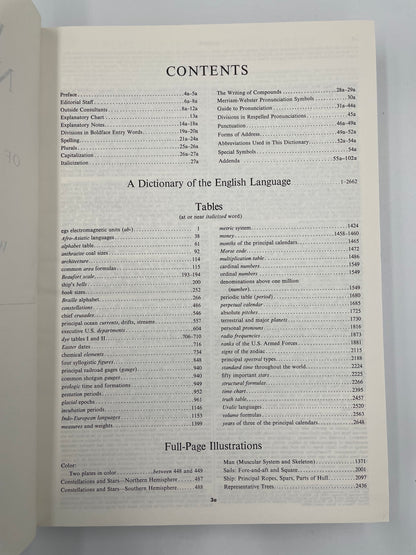 CONTENTS
Preface 4a–5a
Editorial Staff 6a–8a
Outside Consultants 8a–12a
Explanatory Chart 13a
Explanatory Notes 14a–18a
Divisions in Boldface Entry Words 19a–20a
Spelling 21a–24a
Plurals 25a–26a
Capitalization 26a–27a
Italicization 27a
The Writing of Compounds 28a–29a
Merriam-Webster Pronunciation Symbols 30a
Guide to Pronunciation 31a–44a
Divisions in Respelled Pronunciations 45a
Punctuation 46a–49a
Forms of Address 49a–52a
Abbreviations Used in This Dictionary 52a–54a
Special Symbols 54a
Addenda 55a–102a
A Dictionary of the English Language 1–2662
Tables
(at or near italicized word)
egs electromagnetic units (ab-) 1
Afro-Asiatic languages 38
alphabet table 61
anthracite coal sizes 92
architecture 114
common area formulas 115
Beaufort scale 193–194
ship's bells 200
book sizes 252
Braille alphabet 266
constellations 486
chief crusades 546
principal ocean currents, drifts, streams 557
executive U.S. departments 604
dye tables I and II 706–710
Easter dates 715
chemical elements 734
four syllogistic figures 848
principal railroad gages (gauge) 940
common shotgun gauges 940
geologic time and formations 949
gestation periods 952
glacial epochs 961
incubation periods 1146
Indo-European languages 1153
measures and weights 1399
metric system 1424
money 1458–1460
months of the principal calendars 1465
Morse code 1472
multiplication table 1486
cardinal numbers 1549
ordinal numbers 1549
denominations above one million
(number) 1549
periodic table (period) 1680
perpetual calendar 1685
absolute pitches 1725
terrestrial and major planets 1730
personal pronouns 1816
radio frequencies 1873
ranks of the U.S. Armed Forces 1881
signs of the zodiac 2115
principal spectral types 2188
standard time throughout the world 2224
fifty important stars 2225
structural formulas 2266
time chart 2395
truth table 2457
Uralic languages 2520
volume formulas 2563
years of three of the principal calendars 2648
Full-Page Illustrations
Color:
Two plates in color between 448 and 449
Constellations and Stars—Northern Hemisphere 487
Constellations and Stars—Southern Hemisphere 488
Man (Muscular System and Skeleton) 1371
Sails: Fore-and-aft and Square 2001
Ship: Principal Ropes, Spars, Parts of Hull 2097
Representative Trees 2436
3a